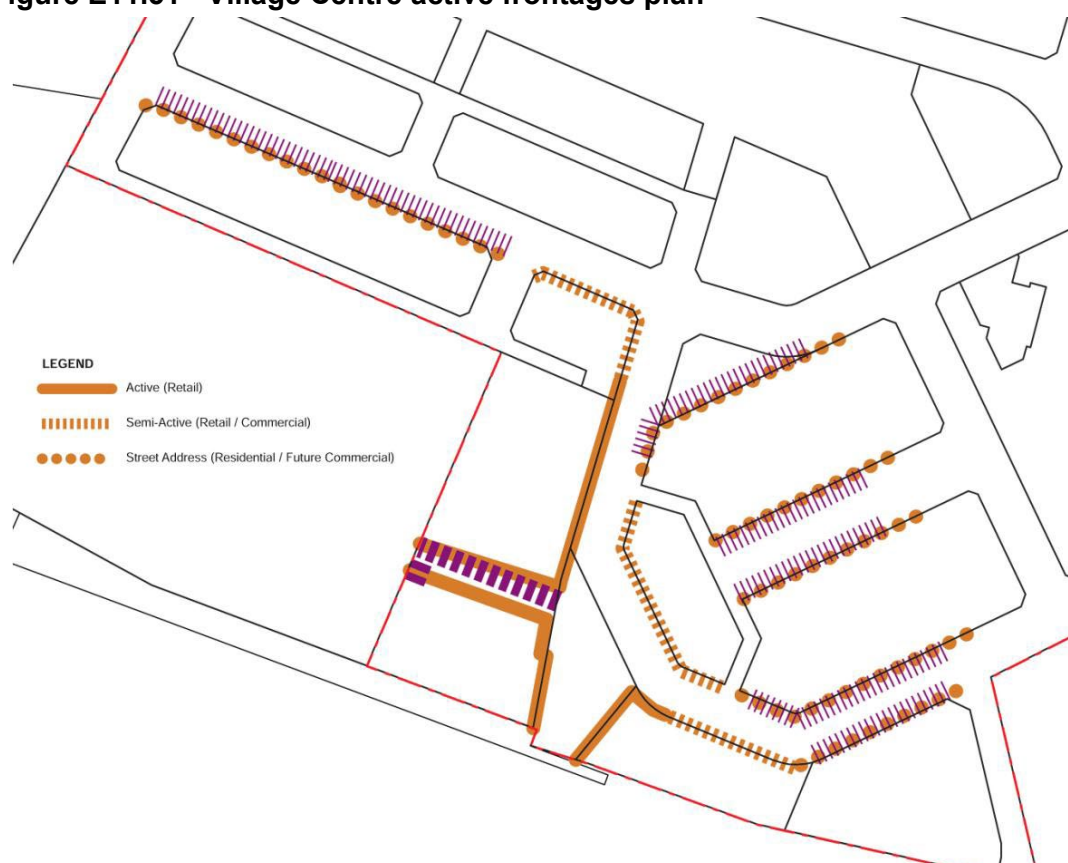 Village Centre active frontages plan
LEGEND
Active (Retail)
Semi-Active (Retail / Commercial)
Street Address (Residential / Future Commercial)